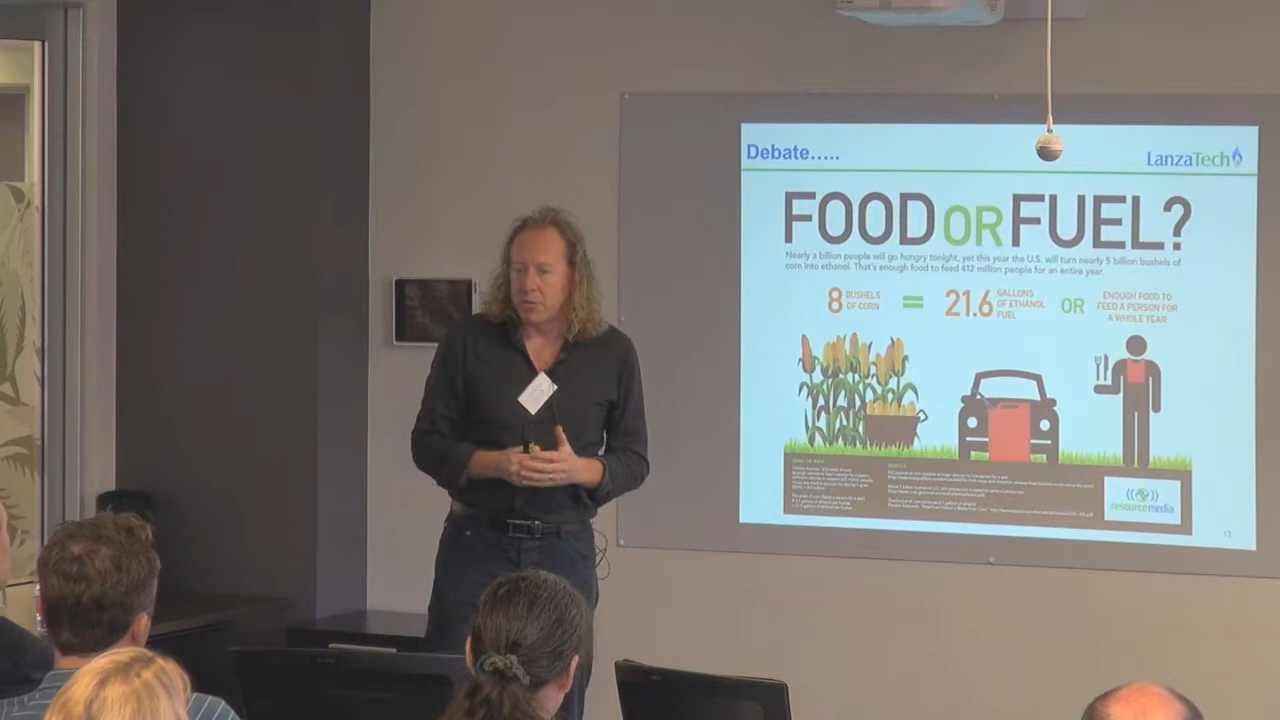 Debate…..
LanzaTech
FOOD OR FUEL?
Nearly a billion people will go hungry tonight, yet this year the U.S. will turn nearly 5 billion bushels of
corn into ethanol. That's enough food to feed 412 million people for an entire year.
8 BUSHELS
OF CORN
=
21.6 GALLONS
OF ETHANOL
FUEL
OR
ENOUGH FOOD TO
FEED A PERSON FOR
A WHOLE YEAR
resourcemedia
13